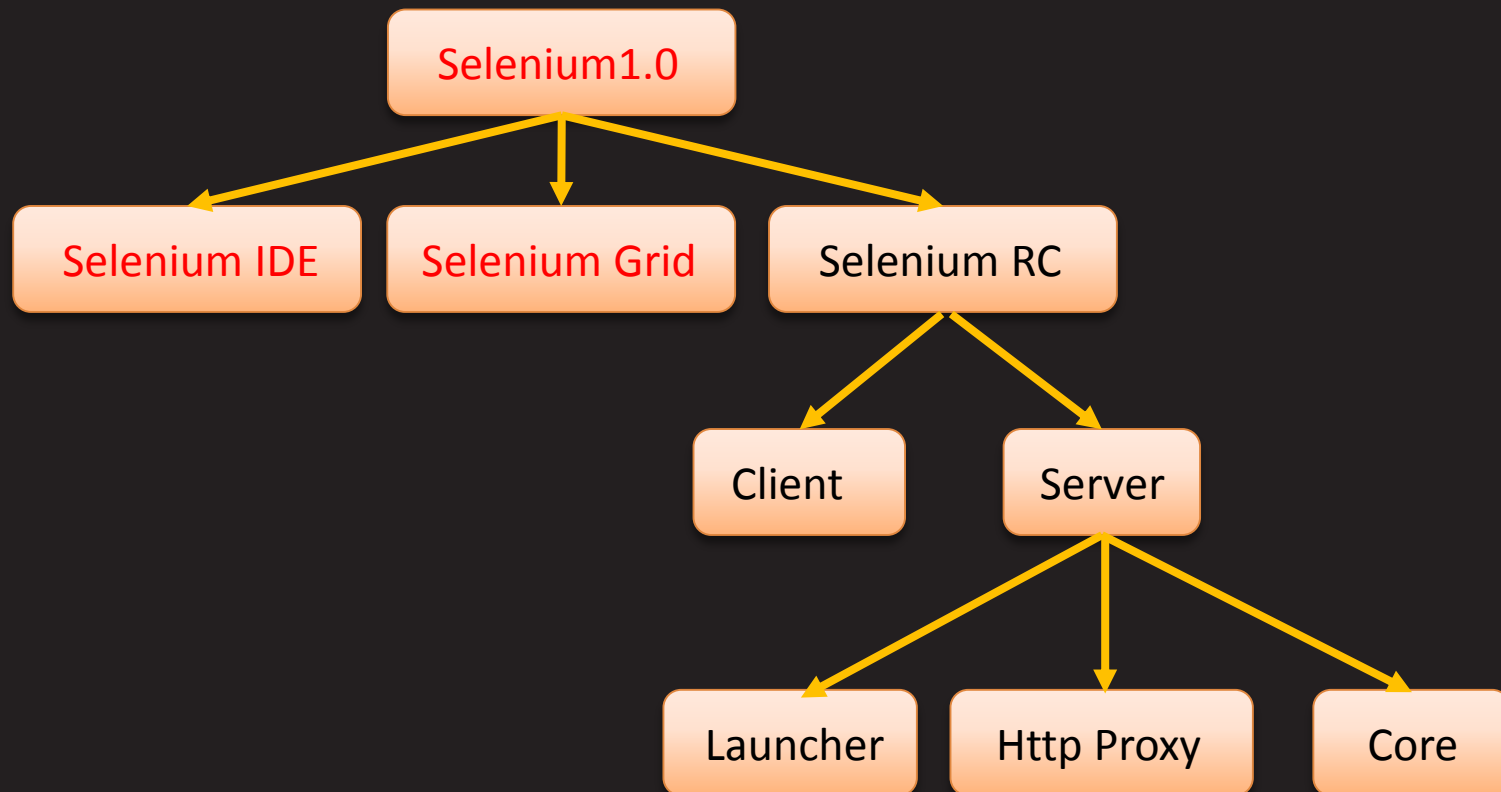 Selenium1.0
Selenium IDE
Selenium Grid
Selenium RC
Client
Server
Launcher
Http Proxy
Core